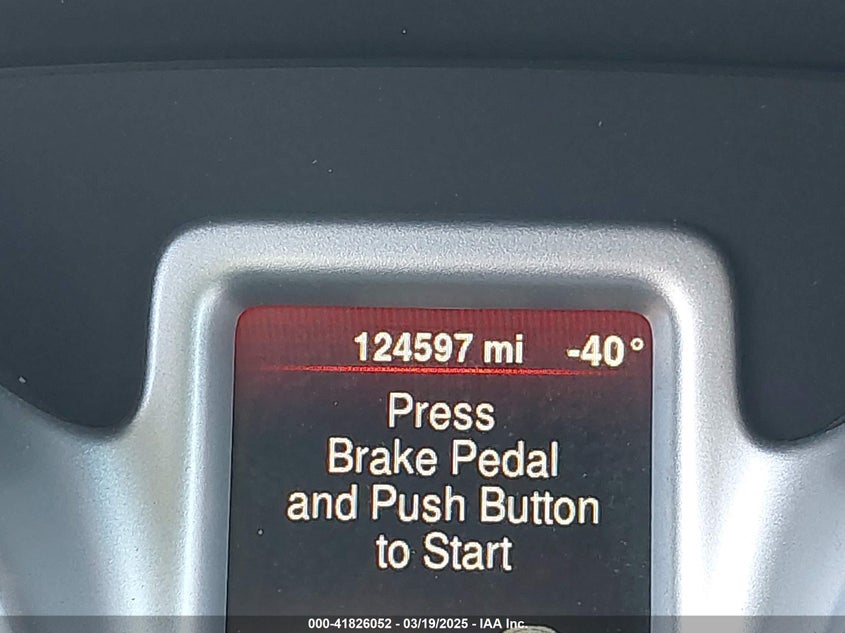 124597 mi -40°
Press
Brake Pedal
and Push Button
to Start
000-41826052 - 03/19/2025 - IAA Inc.